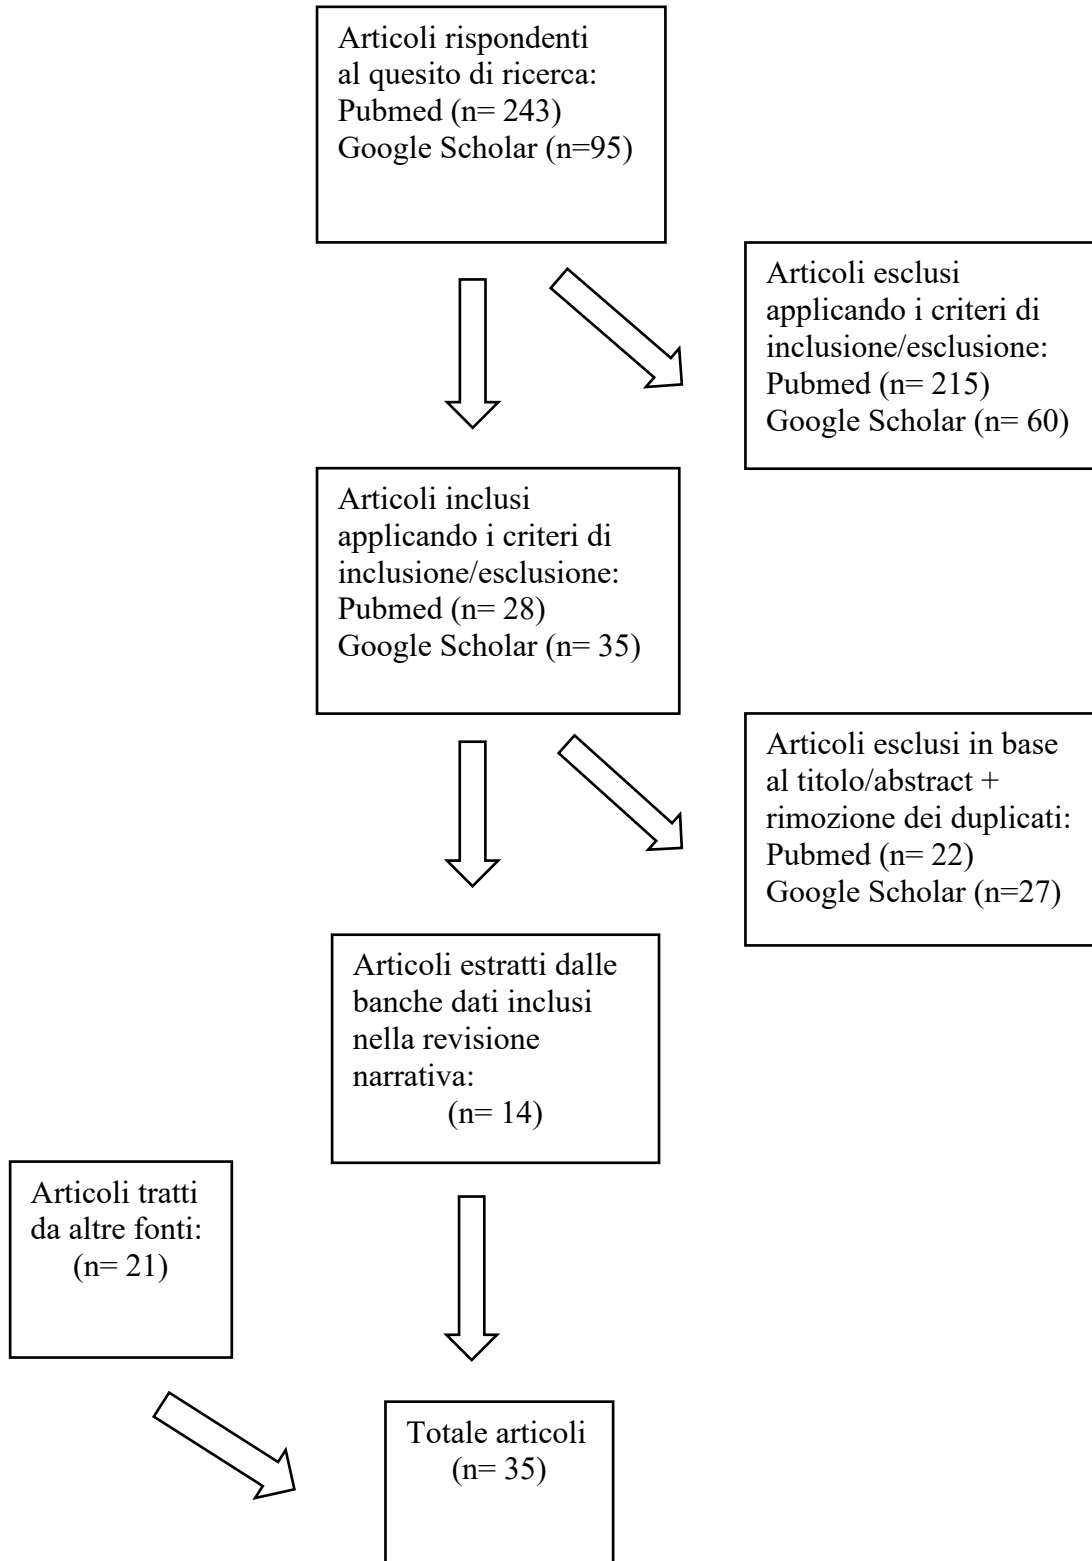 Articoli rispondenti
al quesito di ricerca:
Pubmed (n= 243)
Google Scholar (n=95)
Articoli esclusi
applicando i criteri di
inclusione/esclusione:
Pubmed (n= 215)
Google Scholar (n= 60)
Articoli inclusi
applicando i criteri di
inclusione/esclusione:
Pubmed (n= 28)
Google Scholar (n= 35)
Articoli esclusi in base
al titolo/abstract +
rimozione dei duplicati:
Pubmed (n= 22)
Google Scholar (n=27)
Articoli estratti dalle
banche dati inclusi
nella revisione
narrativa:
(n= 14)
Articoli tratti
da altre fonti:
(n= 21)
Totale articoli
(n= 35)